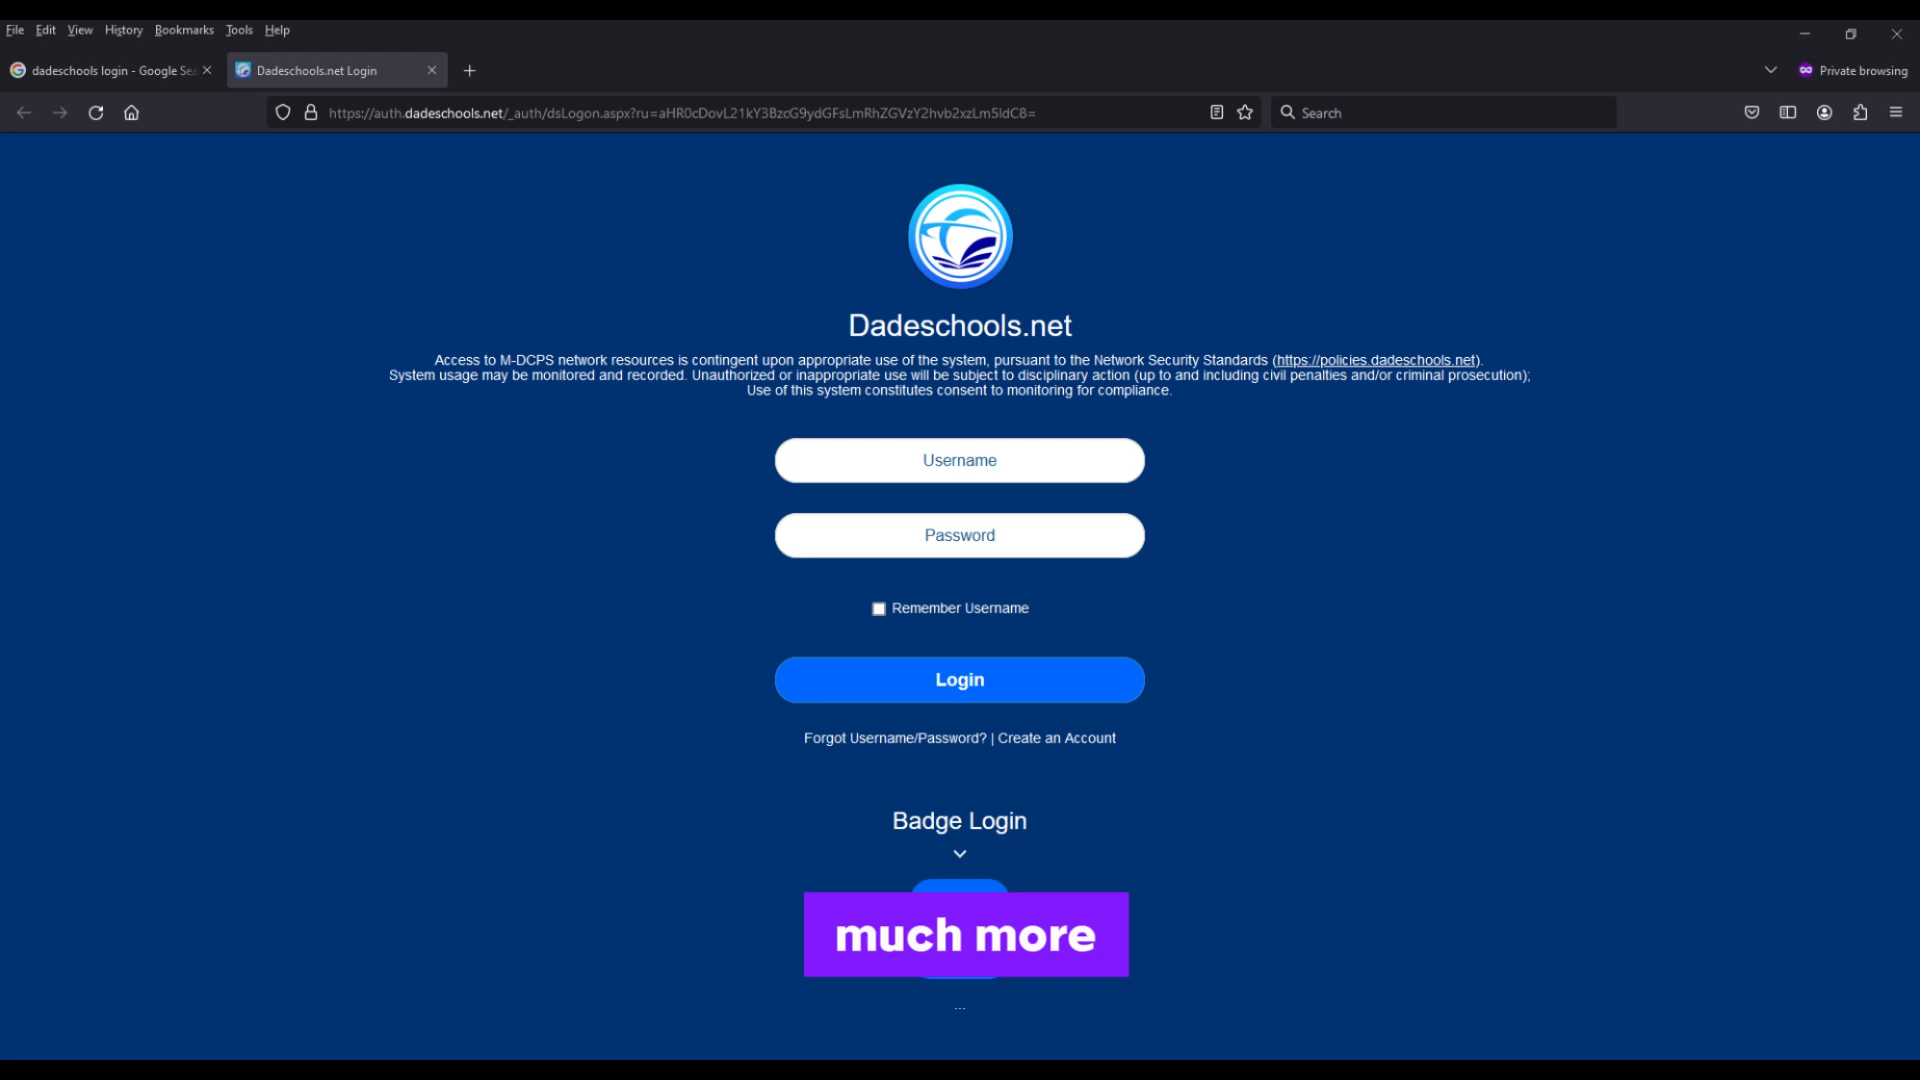 File Edit View History Bookmarks Tools Help
dadeschools login - Google Sea
Dadeschools.net Login
Private browsing
https://auth.dadeschools.net/_auth/dsLogon.aspx?ru=aHR0cDovL21kY3BzcG9ydGFsLmRhZGVzY2hvb2xzLm5ldC8=
Search
Dadeschools.net
Access to M-DCPS network resources is contingent upon appropriate use of the system, pursuant to the Network Security Standards (https://policies.dadeschools.net).
System usage may be monitored and recorded. Unauthorized or inappropriate use will be subject to disciplinary action (up to and including civil penalties and/or criminal prosecution);
Use of this system constitutes consent to monitoring for compliance.
Username
Password
Remember Username
Login
Forgot Username/Password? | Create an Account
Badge Login
much more
...